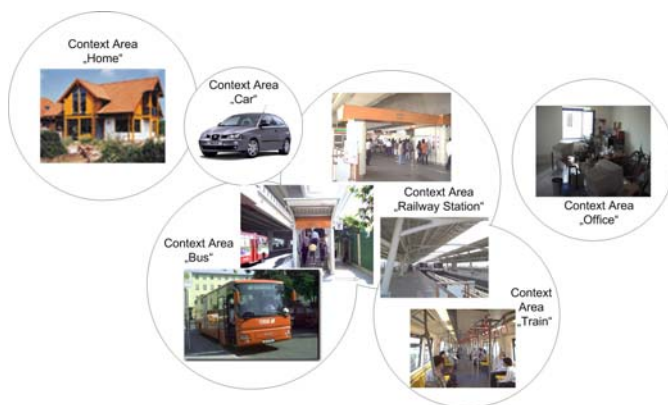 Context Area
„Home“
Context Area
„Car“
Context Area
„Railway Station“
Context Area
„Office“
Context Area
„Bus“
Context
Area
„Train“